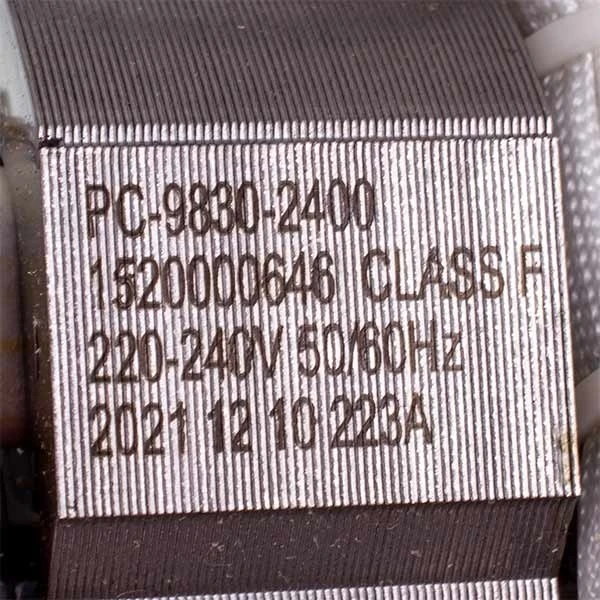 PC-9830-2400
1520000646 CLASS F
220-240V 50/60Hz
2021 12 10 223A